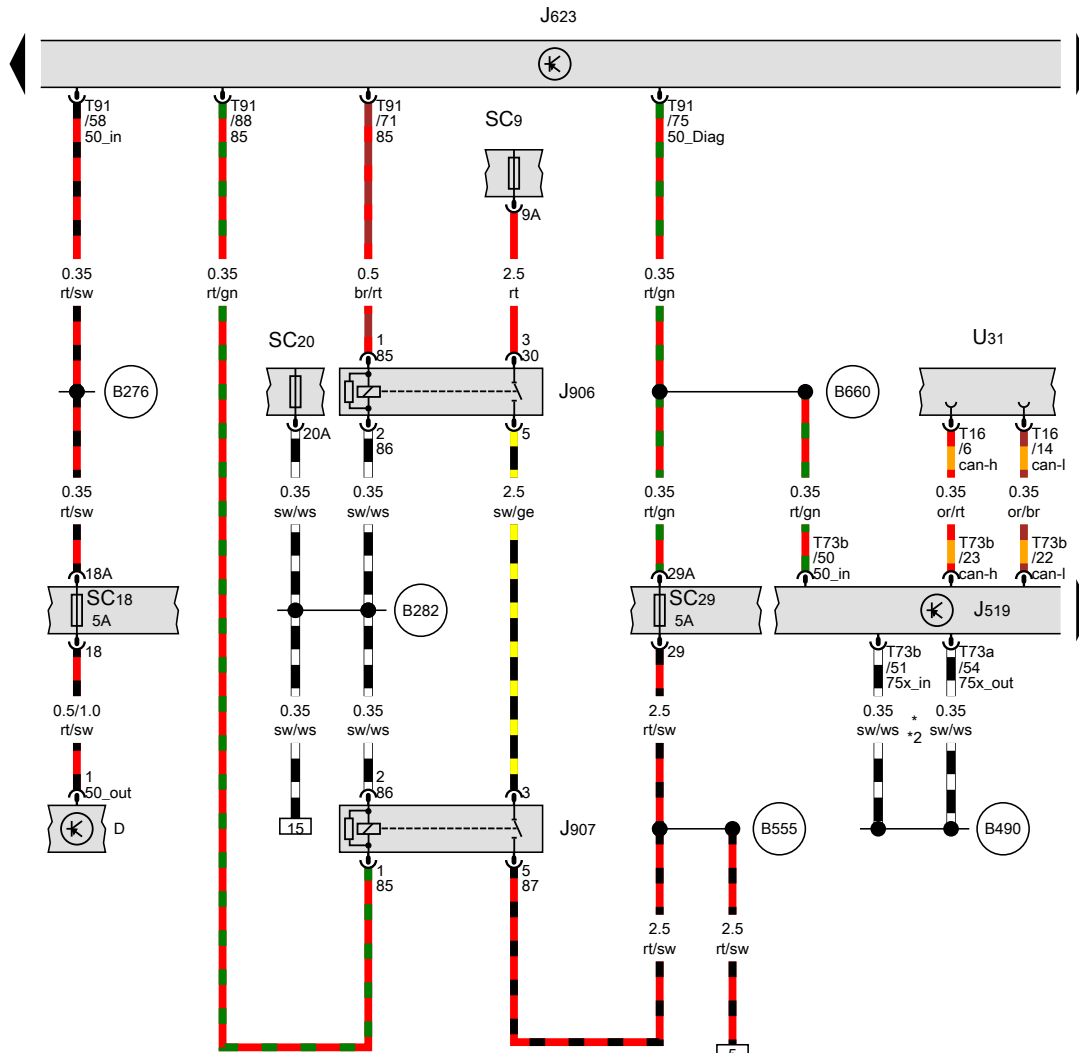 J623
T91
/58
50_in
T91
/88
85
T91
/71
85
SC9
9A
T91
/75
50_Diag
0.35
rt/sw
0.35
rt/gn
0.5
br/rt
2.5
rt
0.35
rt/gn
SC20
1
85
3
30
U31
B276
J906
B660
20A
2
86
5
T16
/6
can-h
T16
/14
can-l
0.35
rt/sw
0.35
sw/ws
0.35
sw/ws
2.5
sw/ge
0.35
rt/gn
0.35
rt/gn
0.35
or/rt
0.35
or/br
T73b
/50
50_in
T73b
/23
can-h
T73b
/22
can-l
18A
SC18
5A
B282
29A
SC29
5A
J519
18
29
T73b
/51
75x_in
T73a
/54
75x_out
0.5/1.0
rt/sw
0.35
sw/ws
0.35
sw/ws
2.5
rt/sw
0.35
sw/ws
*
*2
0.35
sw/ws
1
50_out
2
86
3
D
15
J907
B555
B490
1
85
5
87
2.5
rt/sw
2.5
rt/sw
5